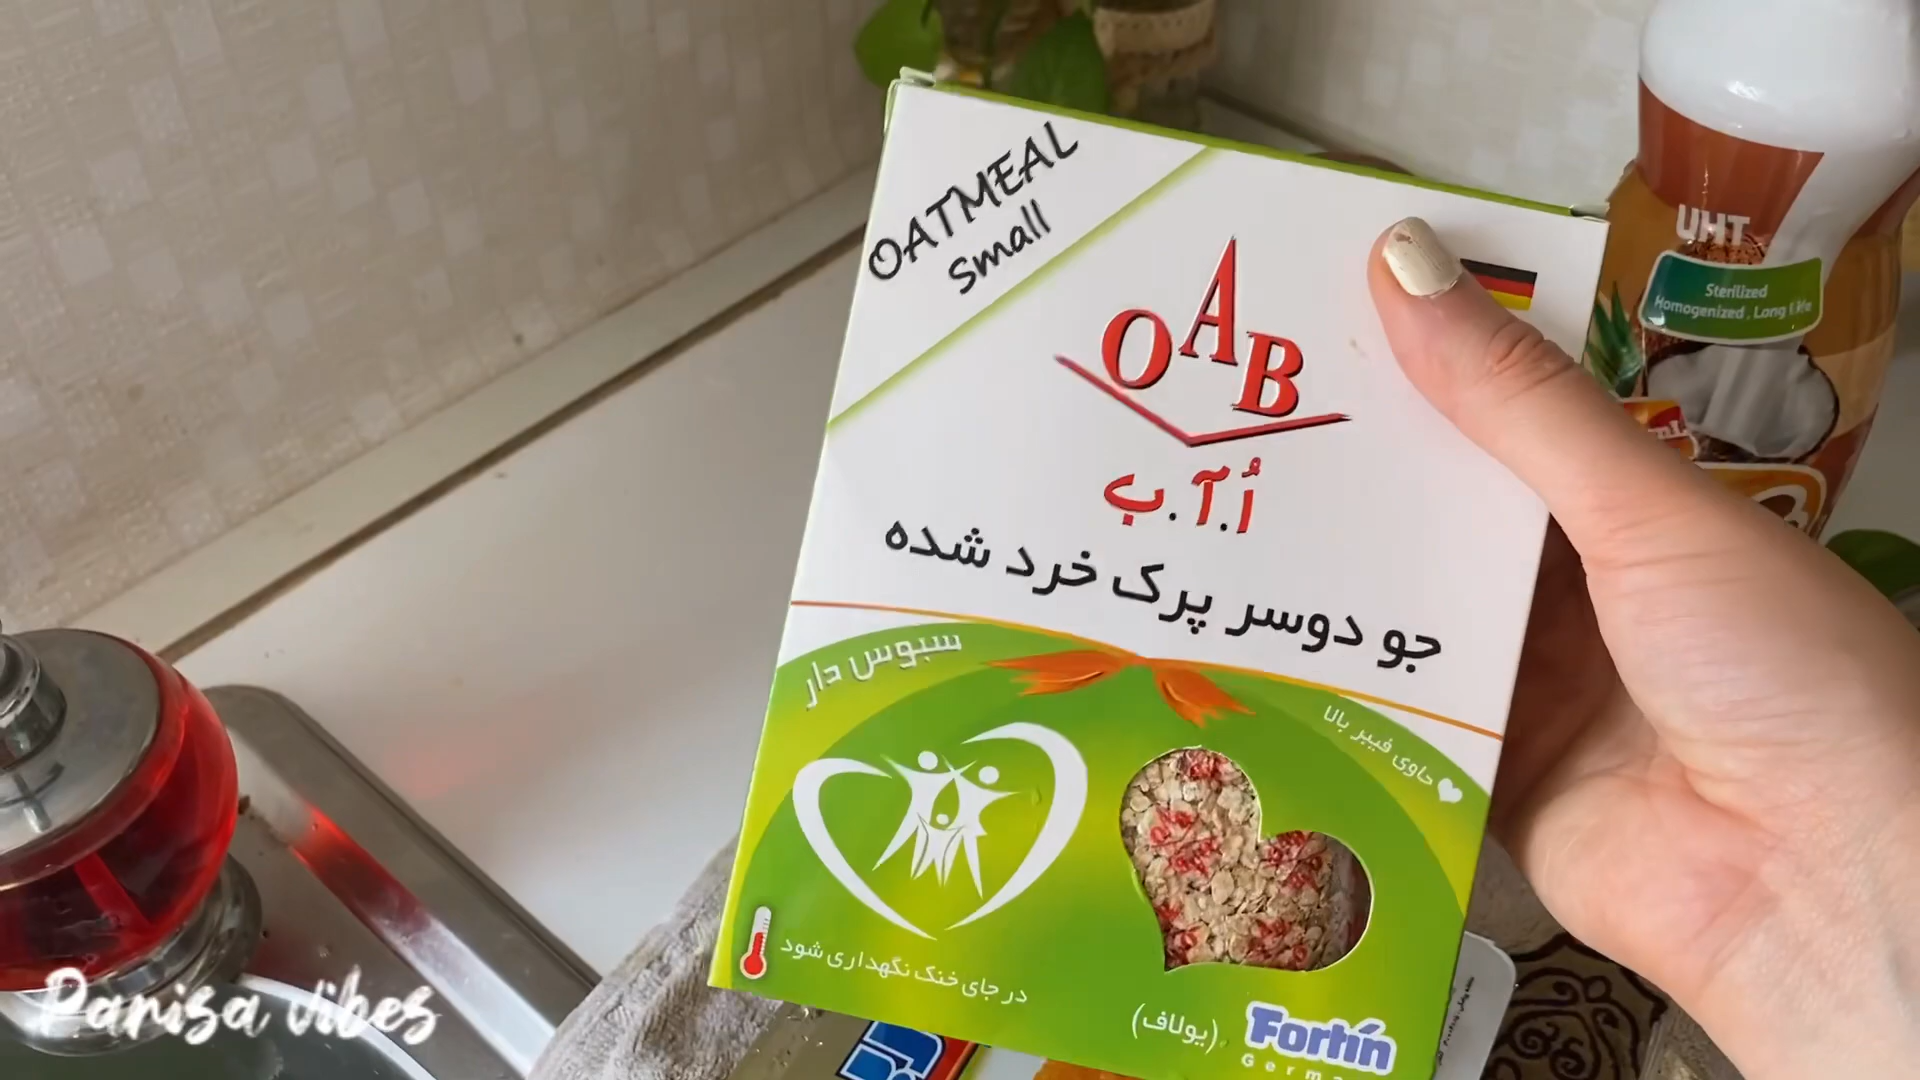 OATMEAL
Small
OAB
اُ.آ.ب
جو دوسر پرک خرد شده
سبوس دار
حاوی فیبر بالا
در جای خنک نگهداری شود
(یولاف)
Fortín
UHT
Sterilized
Homogenized, Long Life
Parisa vibes